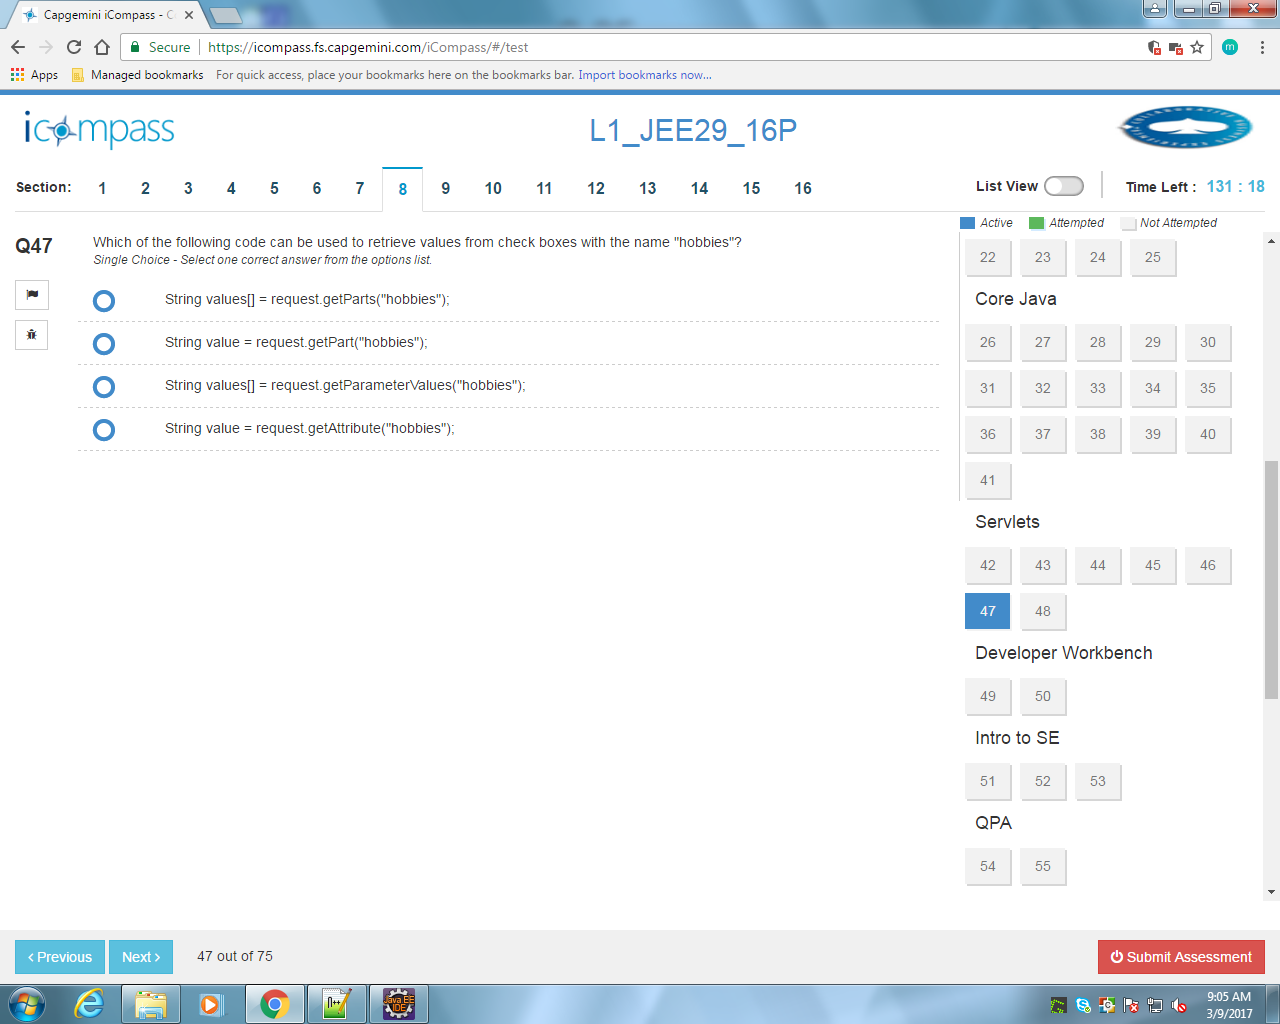 Capgemini iCompass - C
Secure
https://icompass.fs.capgemini.com/iCompass/#/test
m
Apps
Managed bookmarks
For quick access, place your bookmarks here on the bookmarks bar. Import bookmarks now...
icompass
L1_JEE29_16P
Section: 1 2 3 4 5 6 7 8 9 10 11 12 13 14 15 16
List View
Time Left : 131 : 18
Active Attempted Not Attempted
Q47
Which of the following code can be used to retrieve values from check boxes with the name "hobbies"?
Single Choice - Select one correct answer from the options list.
String values[] = request.getParts("hobbies");
String value = request.getPart("hobbies");
String values[] = request.getParameterValues("hobbies");
String value = request.getAttribute("hobbies");
22 23 24 25
Core Java
26 27 28 29 30
31 32 33 34 35
36 37 38 39 40
41
Servlets
42 43 44 45 46
47 48
Developer Workbench
49 50
Intro to SE
51 52 53
QPA
54 55
‹ Previous
Next ›
47 out of 75
Submit Assessment
N++
Java EE
IDE
9:05 AM
3/9/2017